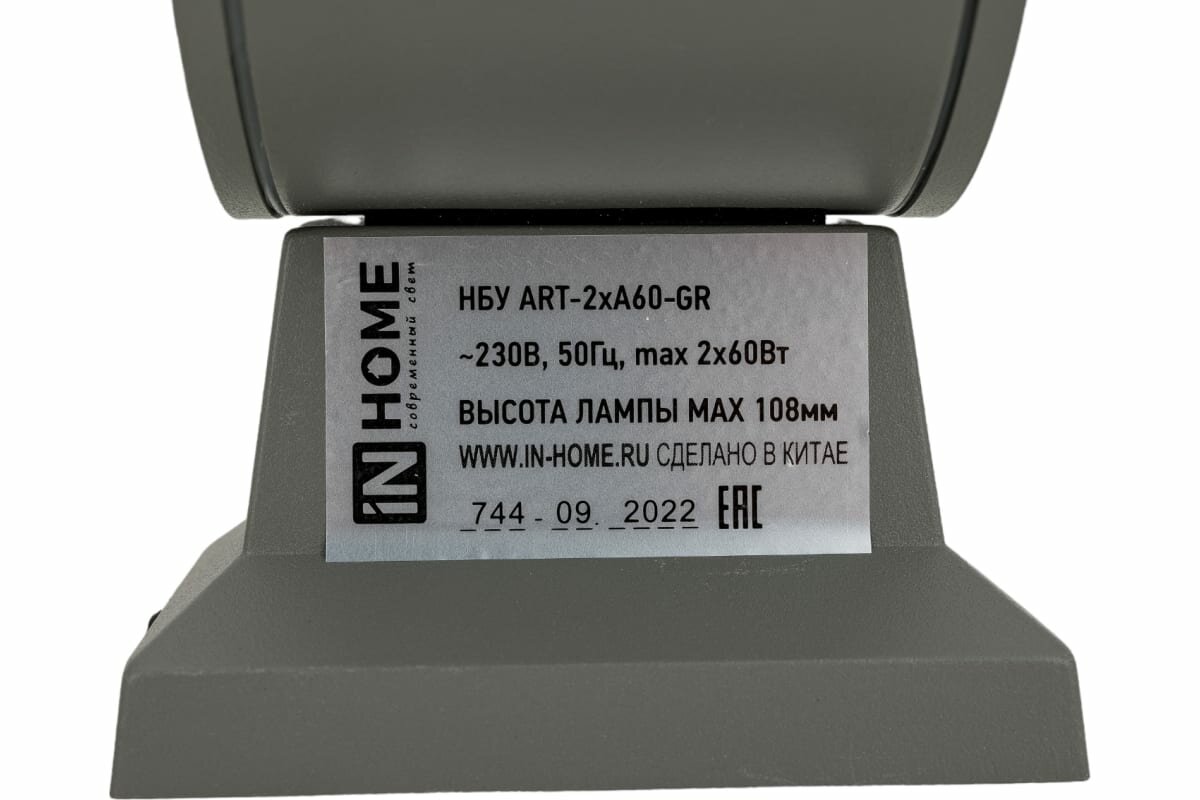 IN HOME
современный свет
НБУ ART-2xA60-GR
~230В, 50Гц, max 2x60Вт
ВЫСОТА ЛАМПЫ MAX 108мм
WWW.IN-HOME.RU СДЕЛАНО В КИТАЕ
744 - 09. 2022 EAC